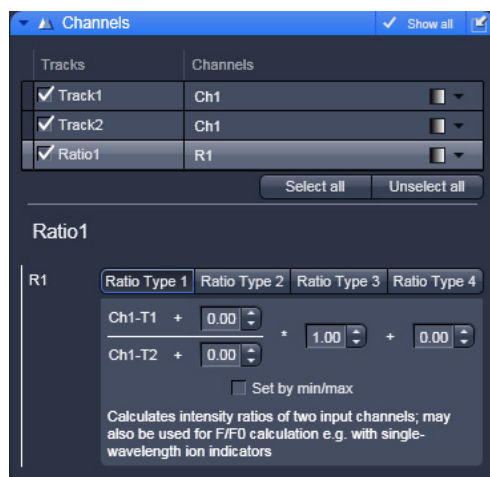 Channels Show all
Tracks Channels
Track1 Ch1
Track2 Ch1
Ratio1 R1
Select all Unselect all
Ratio1
R1 Ratio Type 1 Ratio Type 2 Ratio Type 3 Ratio Type 4
Ch1-T1 + 0.00
* 1.00 + 0.00
Ch1-T2 + 0.00
Set by min/max
Calculates intensity ratios of two input channels; may
also be used for F/F0 calculation e.g. with single-
wavelength ion indicators